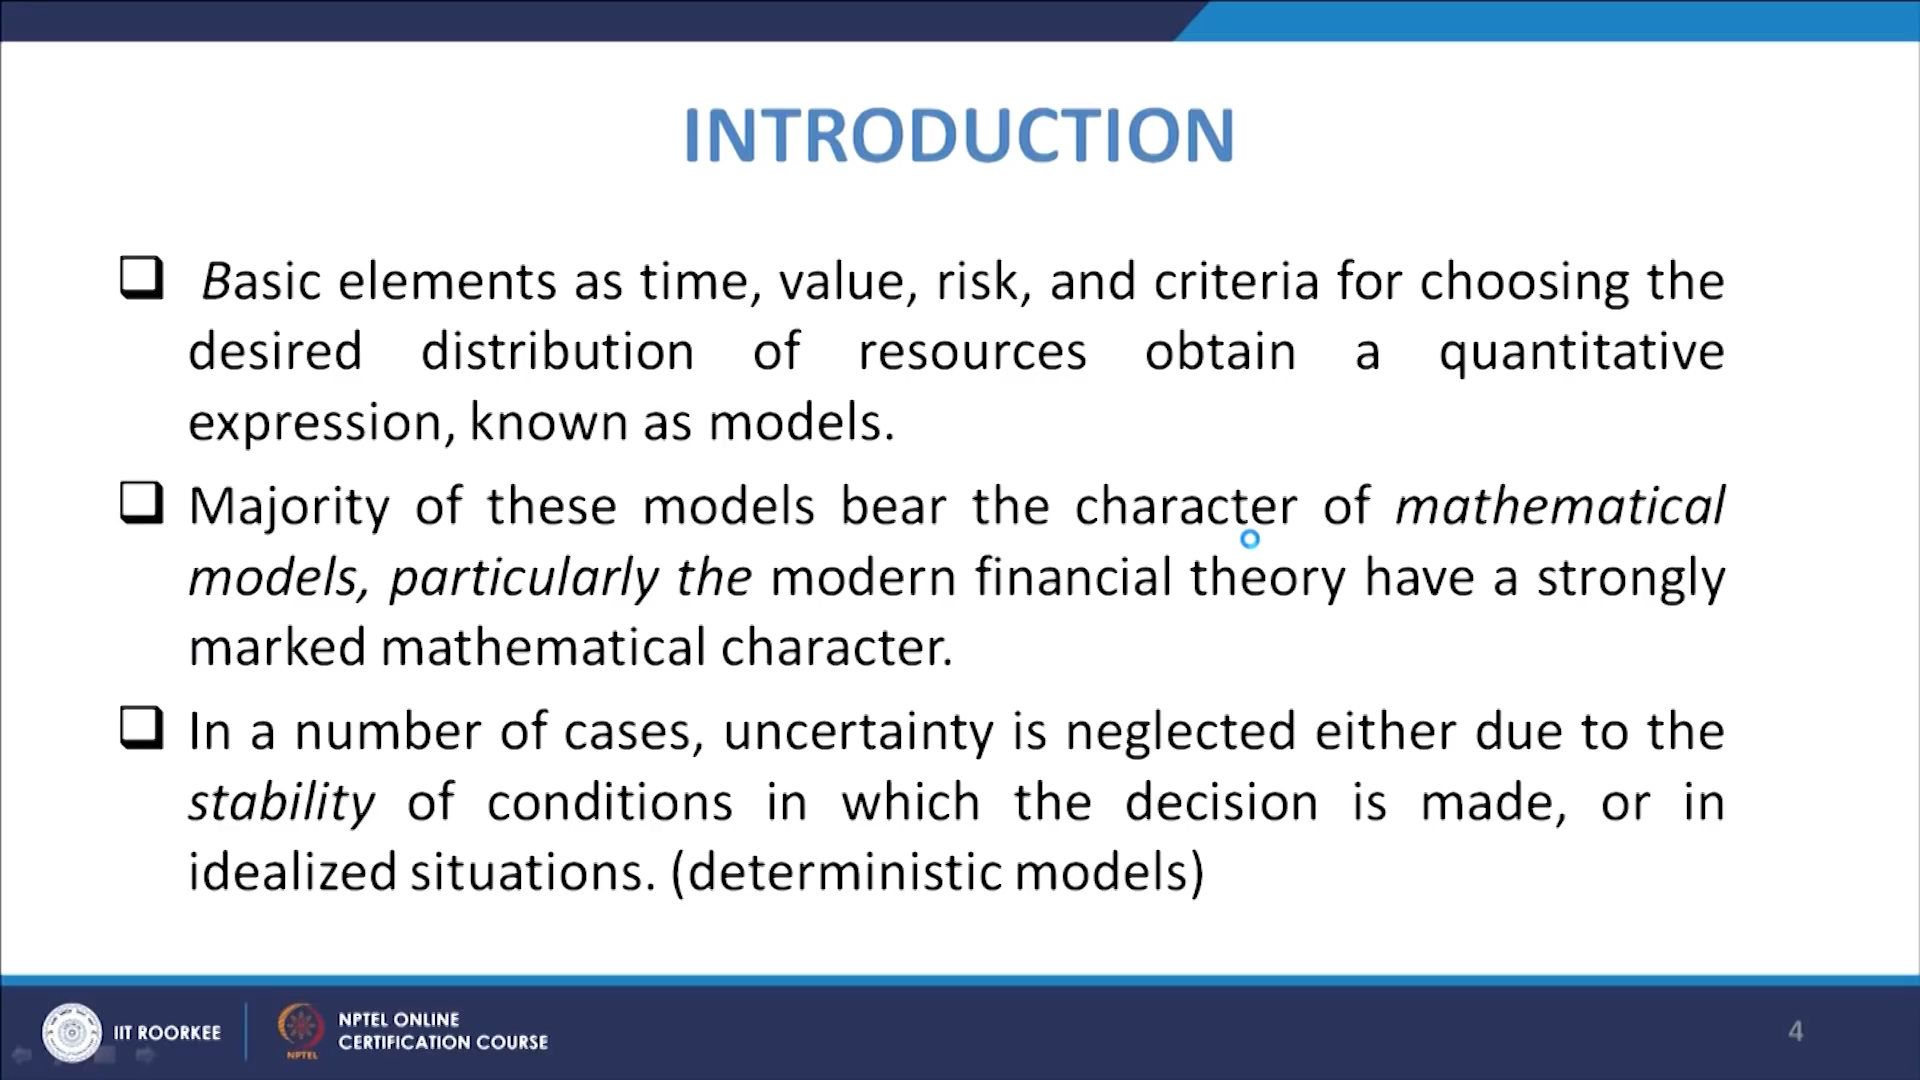 INTRODUCTION
Basic elements as time, value, risk, and criteria for choosing the
desired distribution of resources obtain a quantitative
expression, known as models.
Majority of these models bear the character of mathematical
models, particularly the modern financial theory have a strongly
marked mathematical character.
In a number of cases, uncertainty is neglected either due to the
stability of conditions in which the decision is made, or in
idealized situations. (deterministic models)
IIT ROORKEE
NPTEL
NPTEL ONLINE
CERTIFICATION COURSE
4